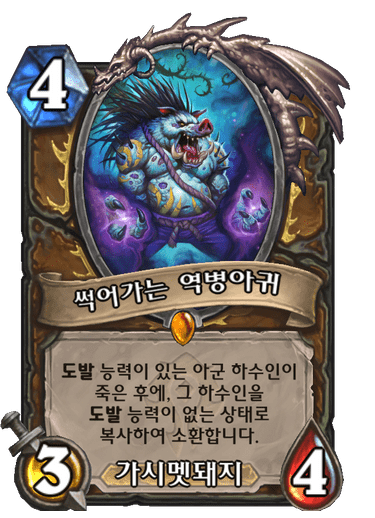 4
썩어가는 역병아귀
도발 능력이 있는 아군 하수인이
죽은 후에, 그 하수인을
도발 능력이 없는 상태로
복사하여 소환합니다.
3
가시멧돼지
4